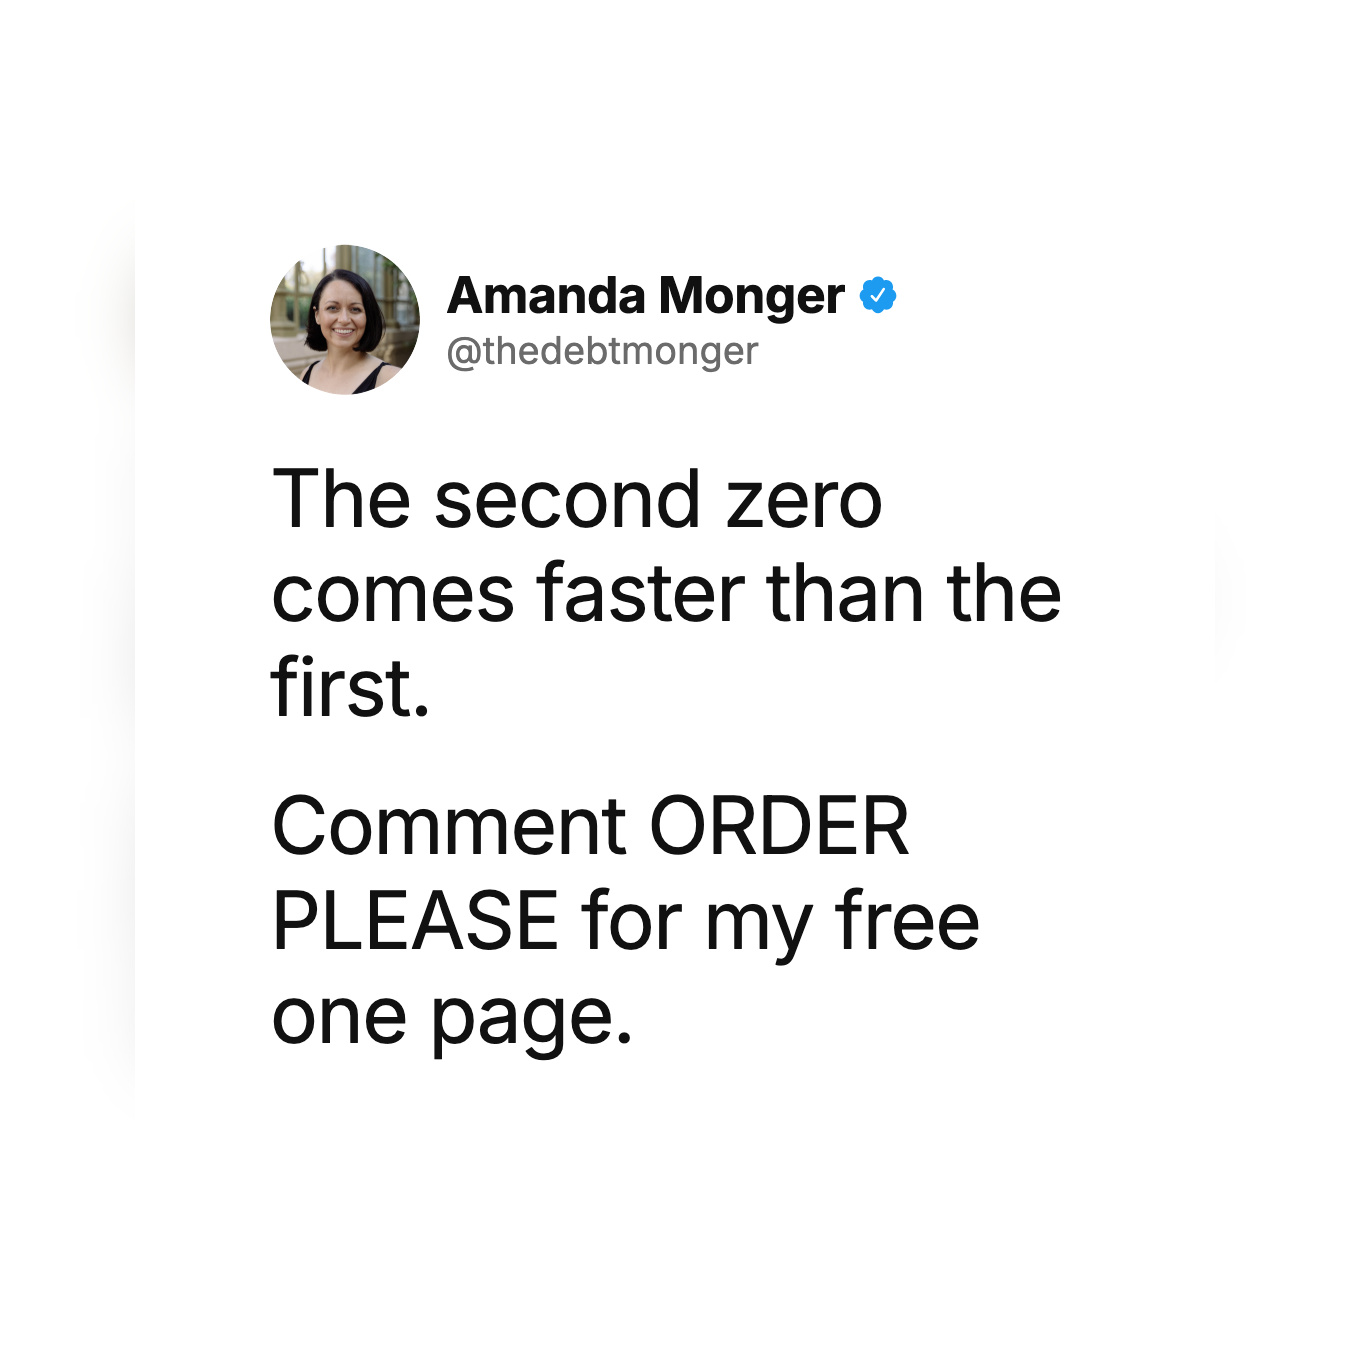 Amanda Monger
@thedebtmonger
The second zero
comes faster than the
first.
Comment ORDER
PLEASE for my free
one page.